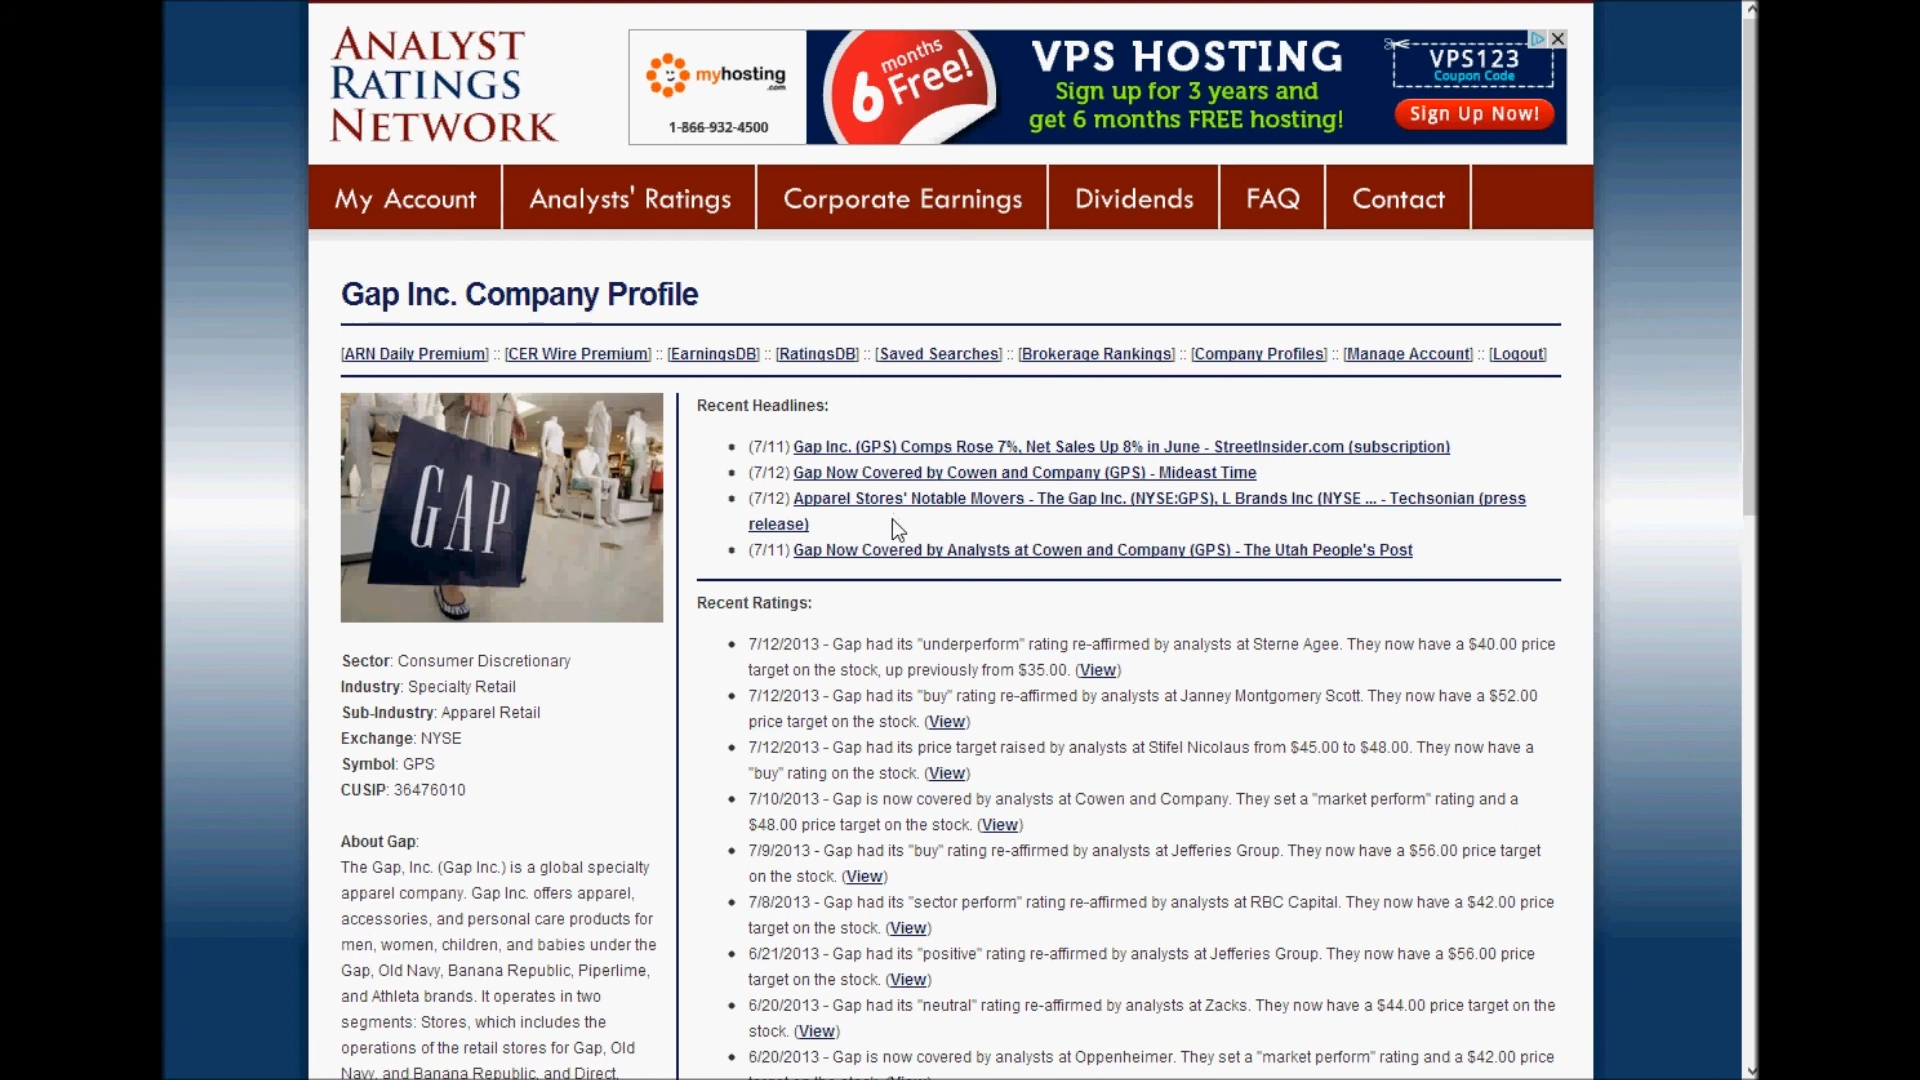 ANALYST
RATINGS
NETWORK
myhosting
.com
1-866-932-4500
6 months
Free!
VPS HOSTING
Sign up for 3 years and
get 6 months FREE hosting!
VPS123
Coupon Code
Sign Up Now!
My Account
Analysts' Ratings
Corporate Earnings
Dividends
FAQ
Contact
Gap Inc. Company Profile
[ARN Daily Premium] :: [CER Wire Premium] :: [EarningsDB] :: [RatingsDB] :: [Saved Searches] :: [Brokerage Rankings] :: [Company Profiles] :: [Manage Account] :: [Logout]
GAP
Sector: Consumer Discretionary
Industry: Specialty Retail
Sub-Industry: Apparel Retail
Exchange: NYSE
Symbol: GPS
CUSIP: 36476010
About Gap:
The Gap, Inc. (Gap Inc.) is a global specialty
apparel company. Gap Inc. offers apparel,
accessories, and personal care products for
men, women, children, and babies under the
Gap, Old Navy, Banana Republic, Piperlime,
and Athleta brands. It operates in two
segments: Stores, which includes the
operations of the retail stores for Gap, Old
Navy, and Banana Republic, and Direct,
Recent Headlines:
(7/11) Gap Inc. (GPS) Comps Rose 7%, Net Sales Up 8% in June - StreetInsider.com (subscription)
(7/12) Gap Now Covered by Cowen and Company (GPS) - Mideast Time
(7/12) Apparel Stores' Notable Movers - The Gap Inc. (NYSE:GPS), L Brands Inc (NYSE ... - Techsonian (press
release)
(7/11) Gap Now Covered by Analysts at Cowen and Company (GPS) - The Utah People's Post
Recent Ratings:
7/12/2013 - Gap had its "underperform" rating re-affirmed by analysts at Sterne Agee. They now have a $40.00 price
target on the stock, up previously from $35.00. (View)
7/12/2013 - Gap had its "buy" rating re-affirmed by analysts at Janney Montgomery Scott. They now have a $52.00
price target on the stock. (View)
7/12/2013 - Gap had its price target raised by analysts at Stifel Nicolaus from $45.00 to $48.00. They now have a
"buy" rating on the stock. (View)
7/10/2013 - Gap is now covered by analysts at Cowen and Company. They set a "market perform" rating and a
$48.00 price target on the stock. (View)
7/9/2013 - Gap had its "buy" rating re-affirmed by analysts at Jefferies Group. They now have a $56.00 price target
on the stock. (View)
7/8/2013 - Gap had its "sector perform" rating re-affirmed by analysts at RBC Capital. They now have a $42.00 price
target on the stock. (View)
6/21/2013 - Gap had its "positive" rating re-affirmed by analysts at Jefferies Group. They now have a $56.00 price
target on the stock. (View)
6/20/2013 - Gap had its "neutral" rating re-affirmed by analysts at Zacks. They now have a $44.00 price target on the
stock. (View)
6/20/2013 - Gap is now covered by analysts at Oppenheimer. They set a "market perform" rating and a $42.00 price